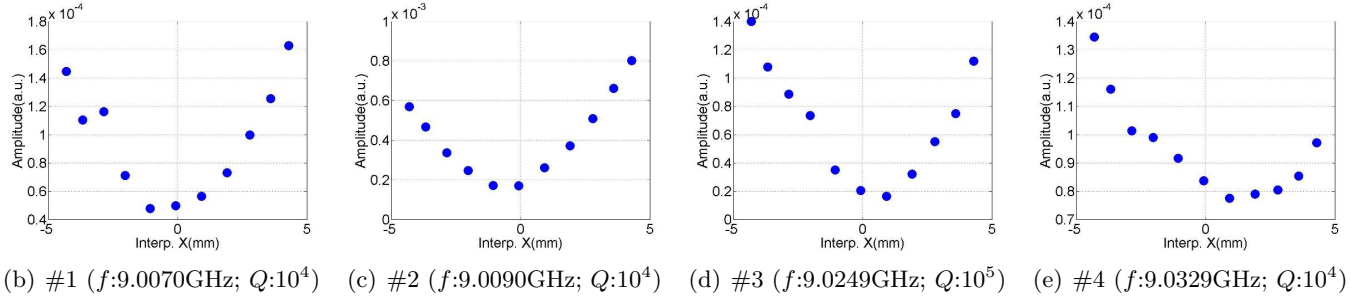 x 10-4
1.8
1.6
1.4
1.2
1
0.8
0.6
0.4
-5
0
5
Amplitude(a.u.)
Interp. X(mm)
(b) #1 (f:9.0070GHz; Q:10⁴)
x 10-3
1
0.8
0.6
0.4
0.2
0
-5
0
5
Amplitude(a.u.)
Interp. X(mm)
(c) #2 (f:9.0090GHz; Q:10⁴)
x 10-4
1.4
1.2
1
0.8
0.6
0.4
0.2
0
-5
0
5
Amplitude(a.u.)
Interp. X(mm)
(d) #3 (f:9.0249GHz; Q:10⁵)
x 10-4
1.4
1.3
1.2
1.1
1
0.9
0.8
0.7
-5
0
5
Amplitude(a.u.)
Interp. X(mm)
(e) #4 (f:9.0329GHz; Q:10⁴)